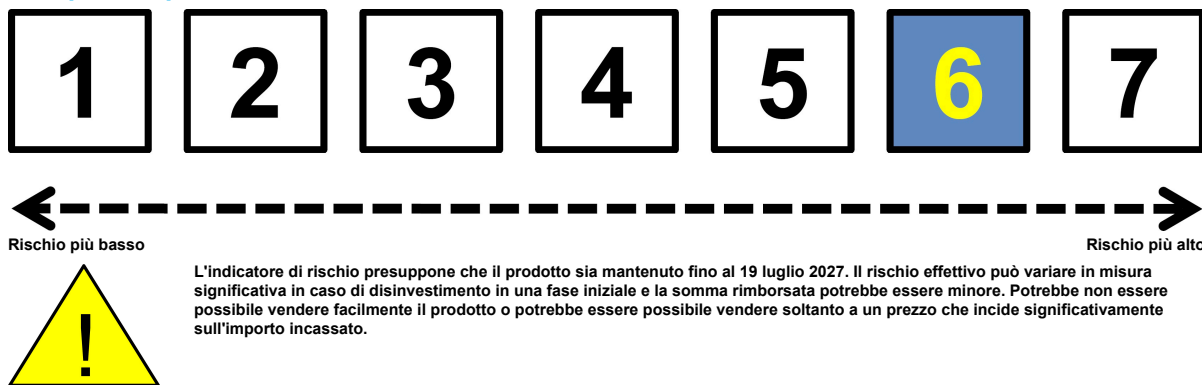 1 2 3 4 5 6 7
Rischio più basso Rischio più alto
L'indicatore di rischio presuppone che il prodotto sia mantenuto fino al 19 luglio 2027. Il rischio effettivo può variare in misura
significativa in caso di disinvestimento in una fase iniziale e la somma rimborsata potrebbe essere minore. Potrebbe non essere
possibile vendere facilmente il prodotto o potrebbe essere possibile vendere soltanto a un prezzo che incide significativamente
sull'importo incassato.
!